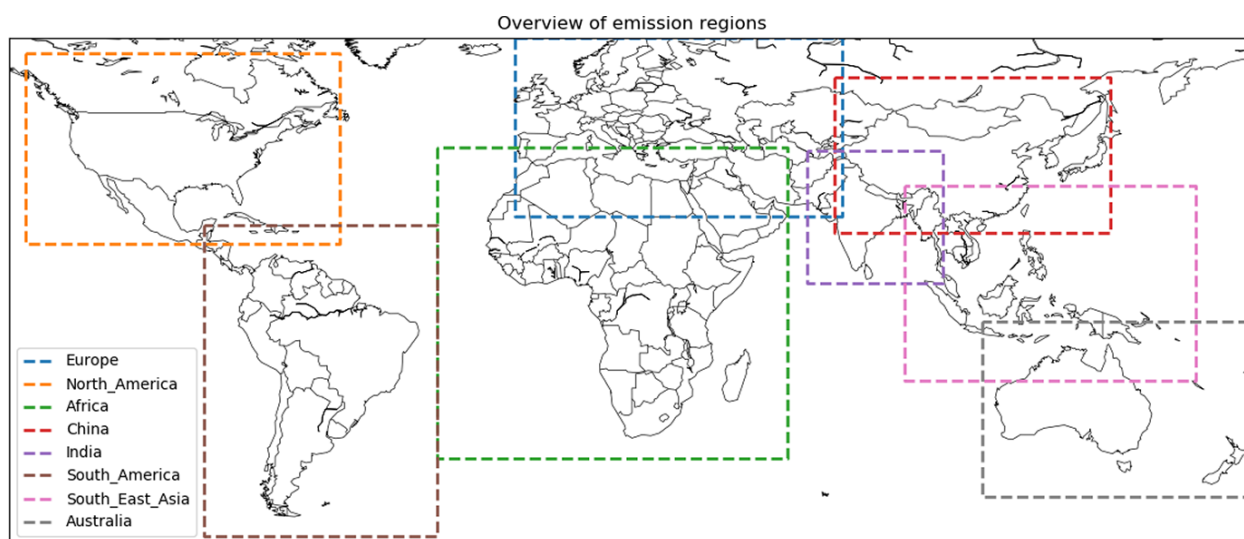 Overview of emission regions
Europe
North_America
Africa
China
India
South_America
South_East_Asia
Australia